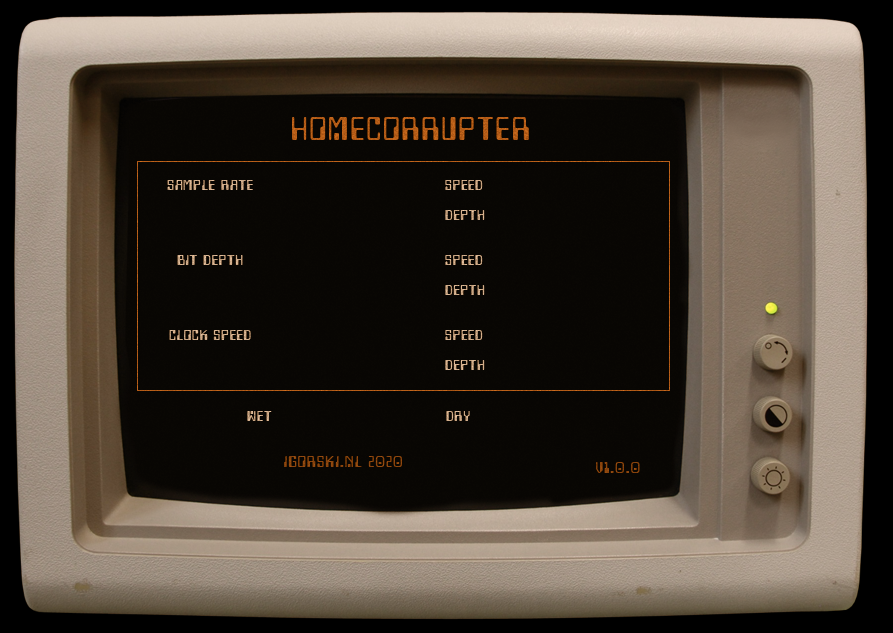 HOMECORRUPTER
SAMPLE RATE SPEED
DEPTH
BIT DEPTH SPEED
DEPTH
CLOCK SPEED SPEED
DEPTH
WET DRY
IGORSKI.NL 2020
V1.0.0